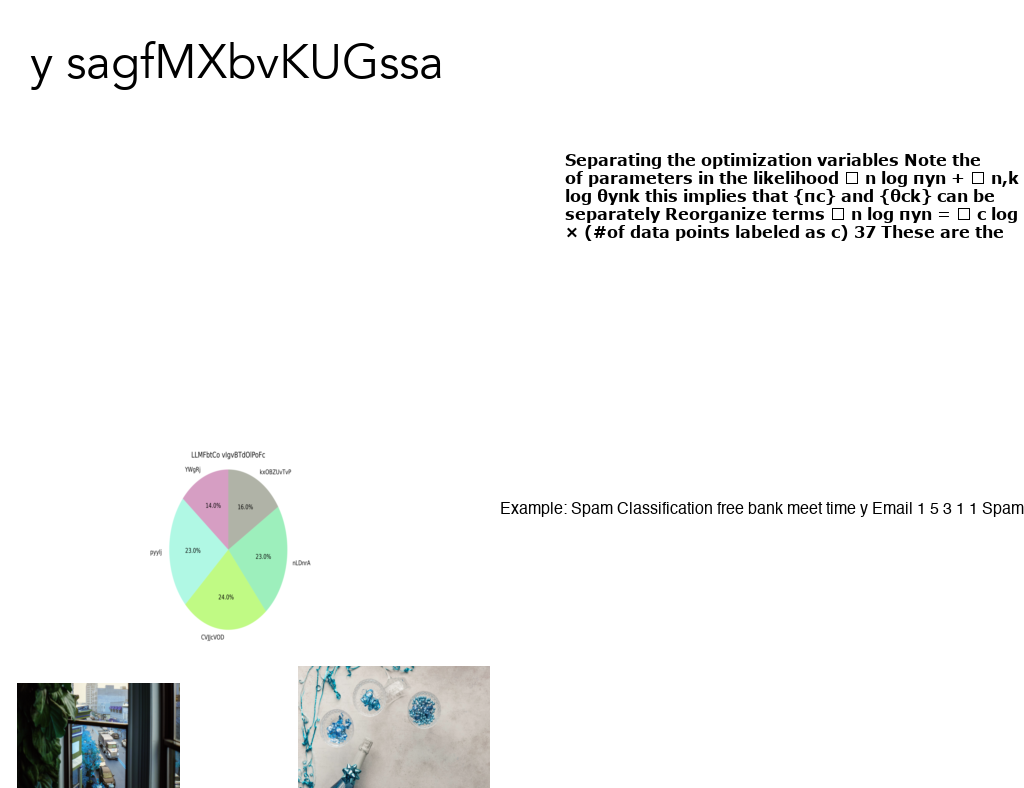 y sagfMXbvKUGssa
Separating the optimization variables Note the
of parameters in the likelihood □ n log πyn + □ n,k
log θynk this implies that {πc} and {θck} can be
separately Reorganize terms □ n log πyn = □ c log
× (#of data points labeled as c) 37 These are the
LLMFbtCo vIgvBTdOlPoFc
YWgRj
kxOBZUvTvP
14.0%
16.0%
pyyij
23.0%
23.0%
nLDnrA
24.0%
CVJJcVOD
Example: Spam Classification free bank meet time y Email 1 5 3 1 1 Spam